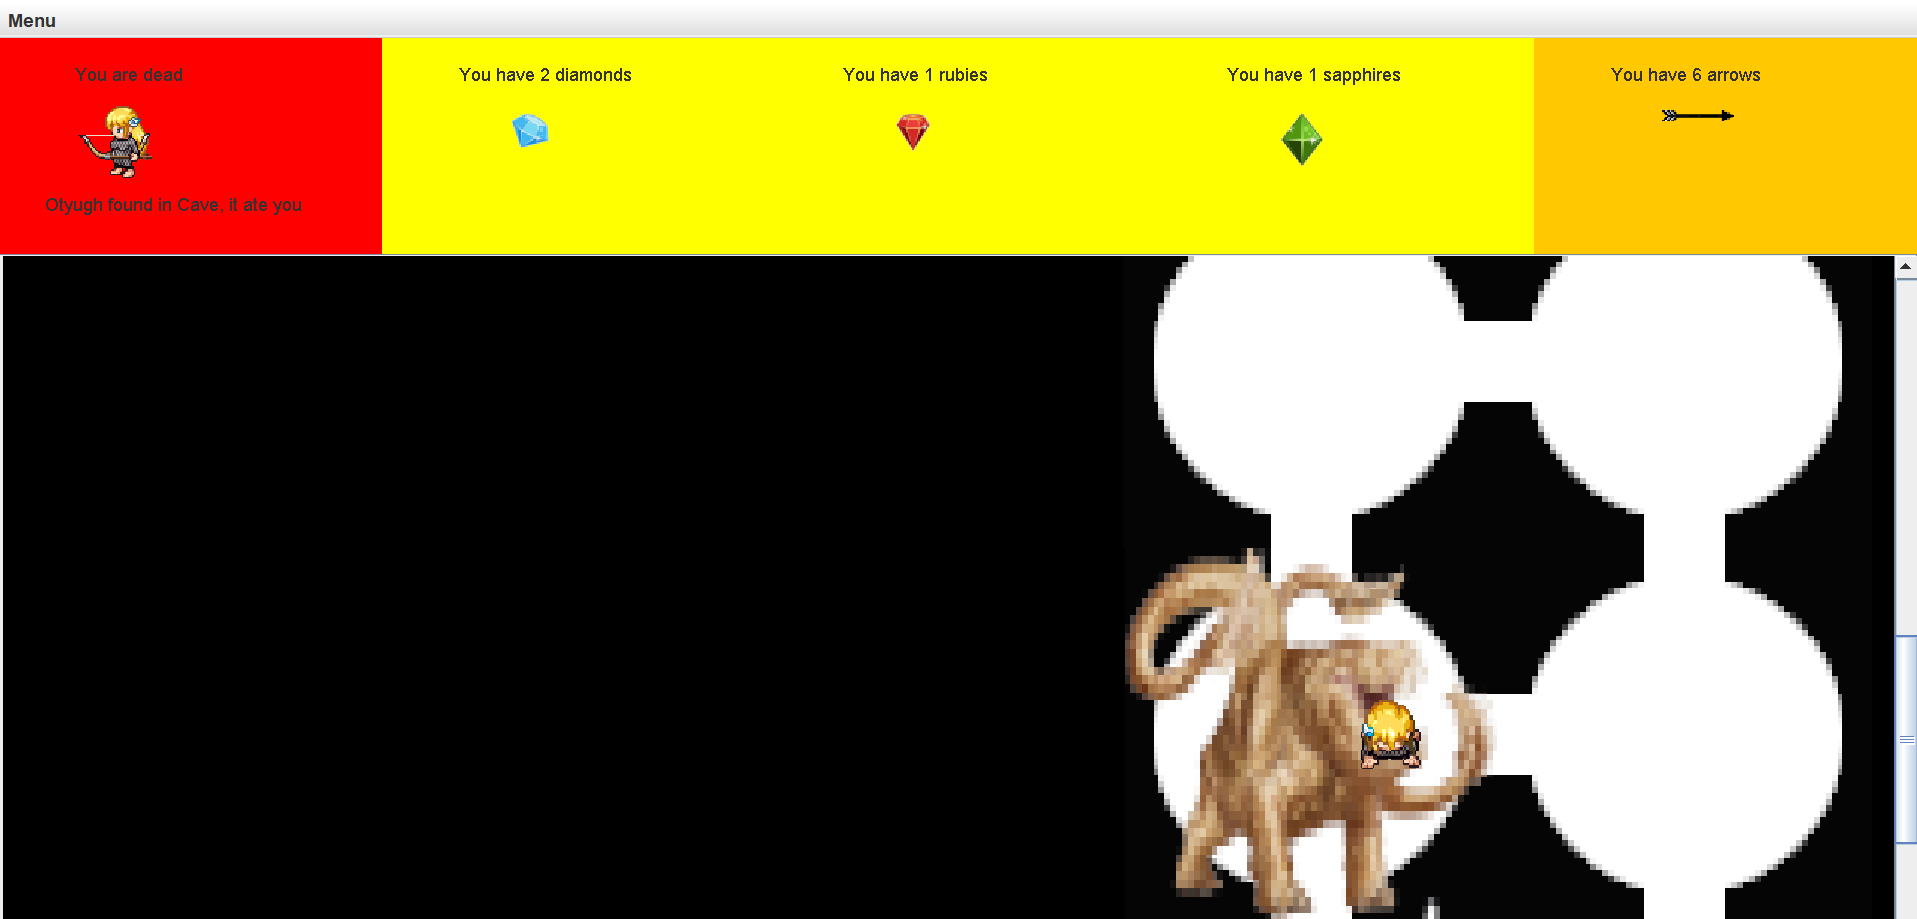 Menu
You are dead
You have 2 diamonds
You have 1 rubies
You have 1 sapphires
You have 6 arrows
Otyugh found in Cave, it ate you